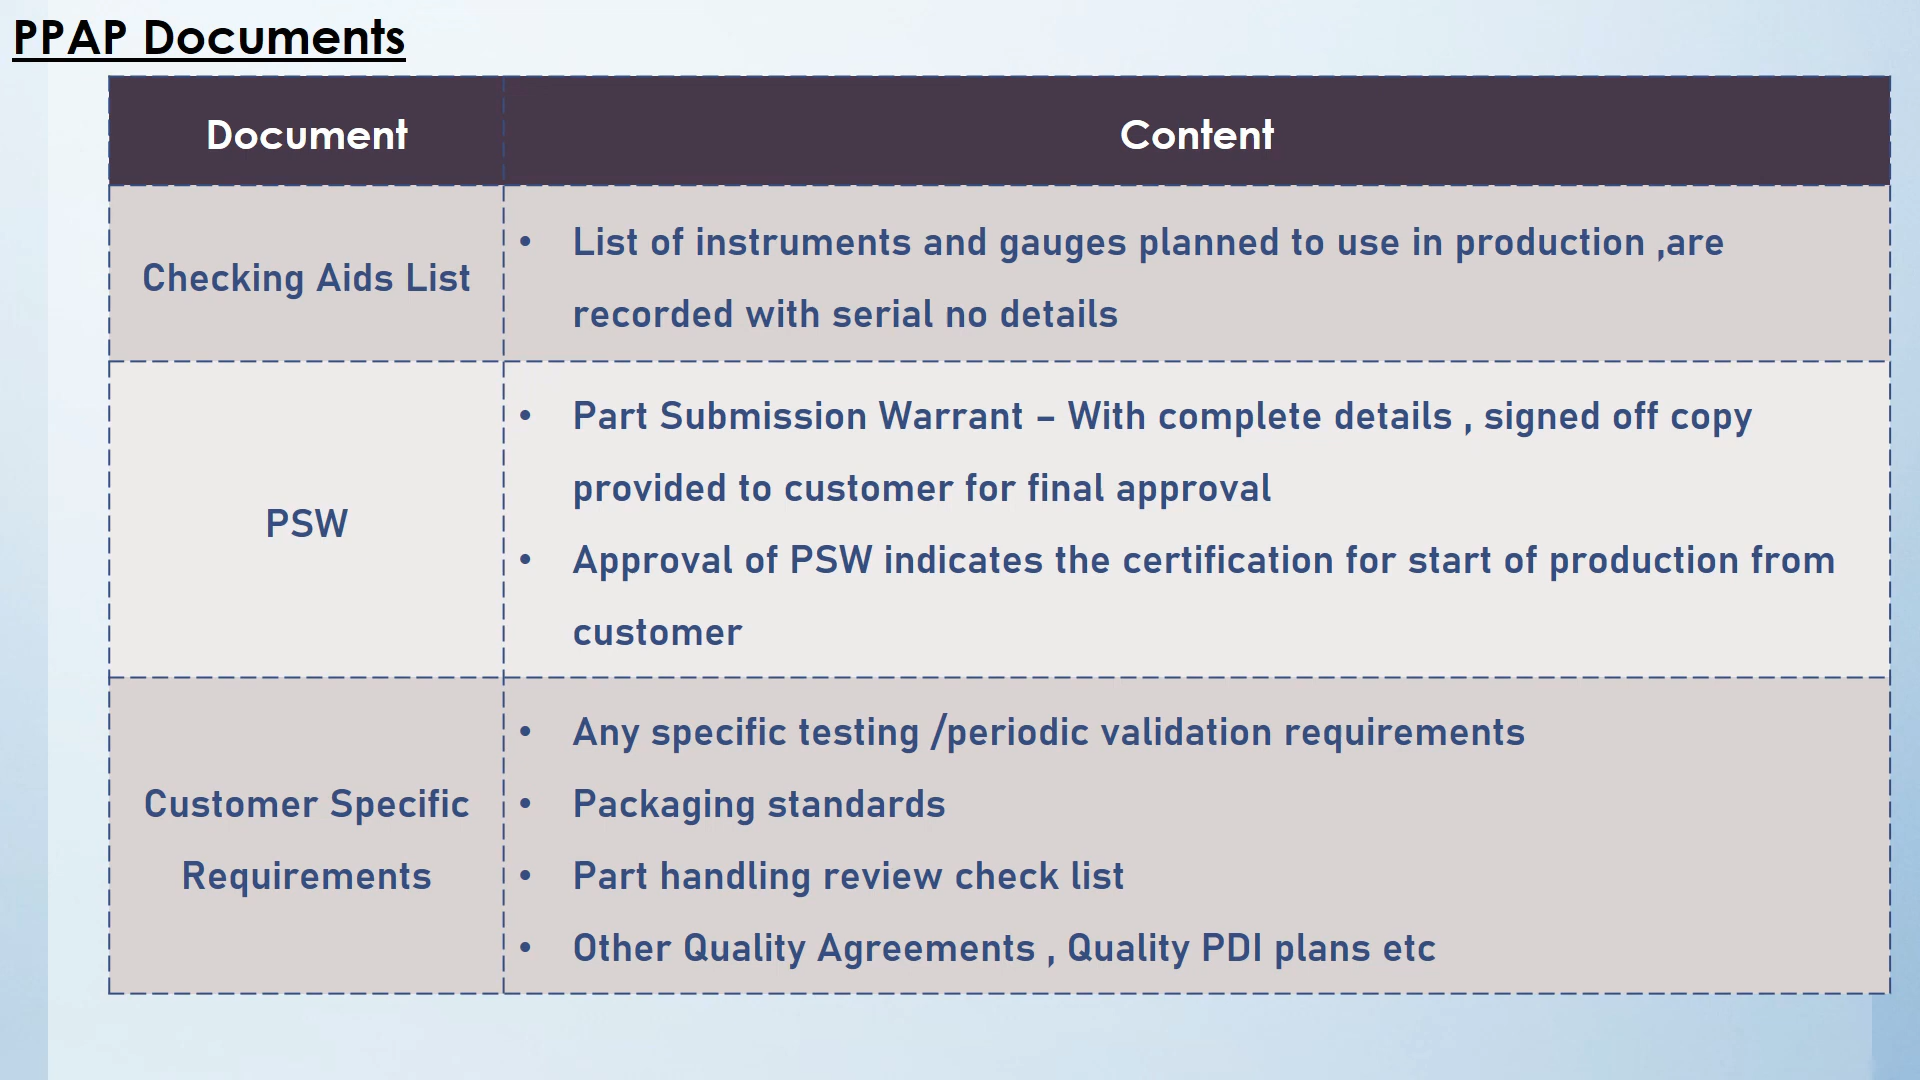 PPAP Documents
Document
Content
Checking Aids List
• List of instruments and gauges planned to use in production ,are
recorded with serial no details
PSW
• Part Submission Warrant – With complete details , signed off copy
provided to customer for final approval
• Approval of PSW indicates the certification for start of production from
customer
Customer Specific
Requirements
• Any specific testing /periodic validation requirements
• Packaging standards
• Part handling review check list
• Other Quality Agreements , Quality PDI plans etc